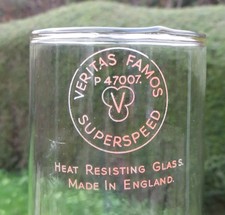 VERITAS FAMOS
P 47007.
V
SUPERSPEED
HEAT RESISTING GLASS.
MADE IN ENGLAND.